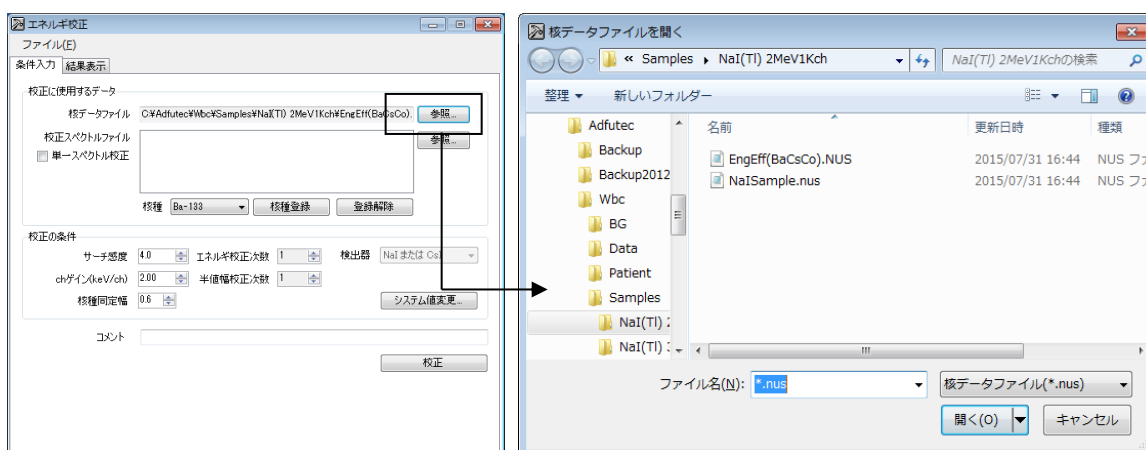 エネルギ校正
ファイル(F)
条件入力 結果表示
校正に使用するデータ
核データファイル C:¥Adfutec¥Wbc¥Samples¥NaI(Tl) 2MeV1Kch¥EngEff(BaCsCo). 参照...
校正スペクトルファイル 参照...
単一スペクトル校正
核種 Ba-133 核種登録 登録解除
校正の条件
サーチ感度 4.0 エネルギ校正次数 1 検出器 NaI または CsI
chゲイン(keV/ch) 2.00 半値幅校正次数 1
核種同定幅 0.6 システム値変更...
コメント
校正
核データファイルを開く
« Samples NaI(Tl) 2MeV1Kch NaI(Tl) 2MeV1Kchの検索
整理 新しいフォルダー
Adfutec
Backup
Backup2012
Wbc
BG
Data
Patient
Samples
NaI(Tl) 2
NaI(Tl) 3
名前 更新日時 種類
EngEff(BaCsCo).NUS 2015/07/31 16:44 NUS ファ
NaISample.nus 2015/07/31 16:44 NUS ファ
ファイル名(N): *.nus 核データファイル(*.nus)
開く(O) キャンセル